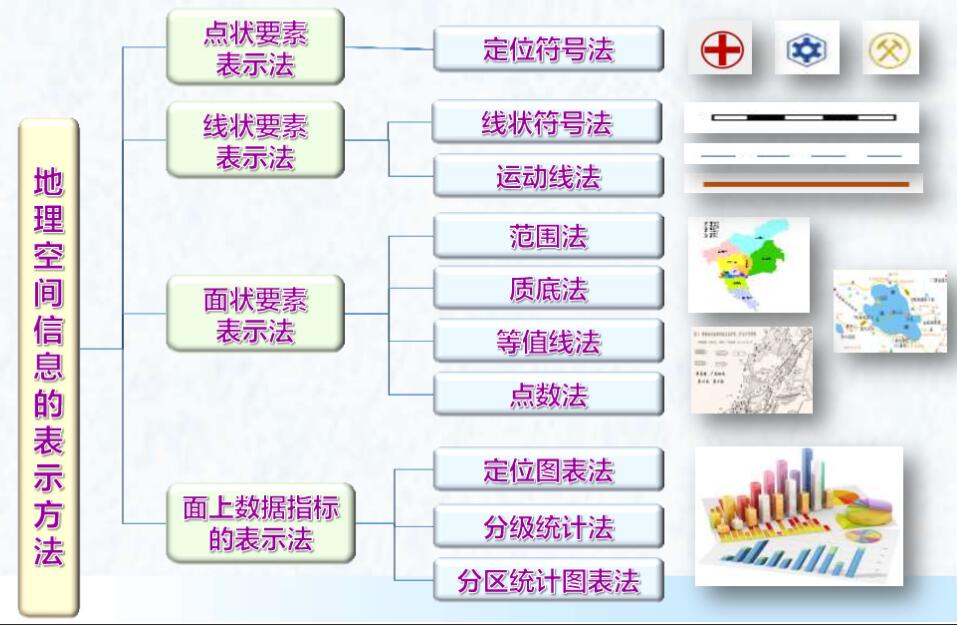 地理空间信息的表示方法
点状要素
表示法
定位符号法
线状要素
表示法
线状符号法
运动线法
面状要素
表示法
范围法
质底法
等值线法
点数法
面上数据指标
的表示法
定位图表法
分级统计法
分区统计图表法